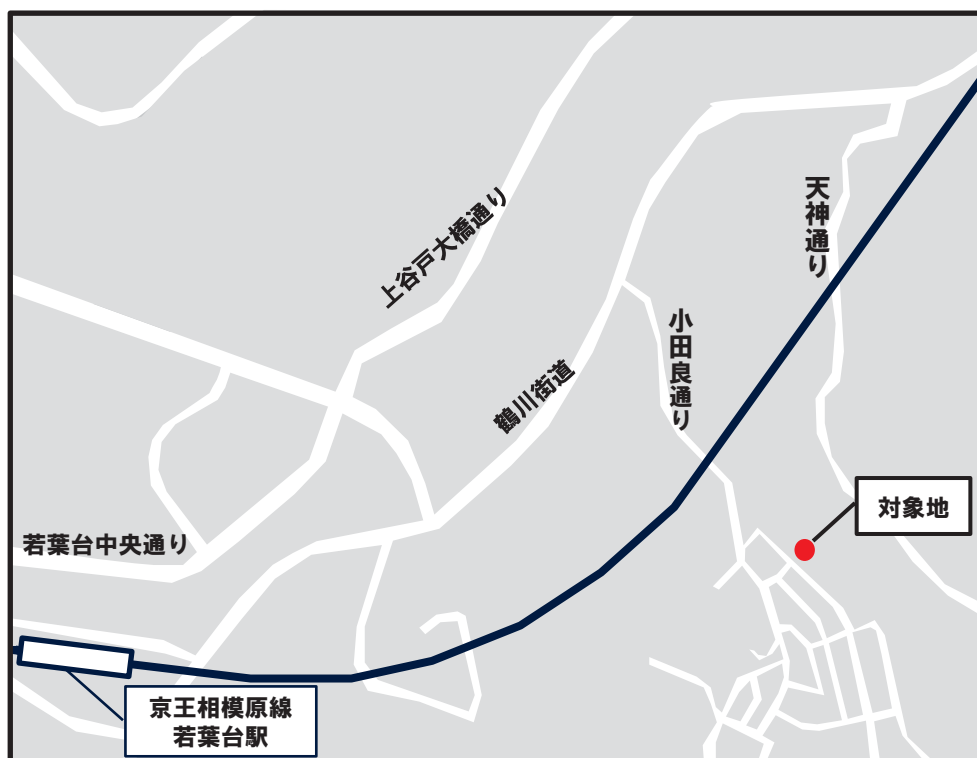 天神通り
上谷戸大橋通り
小田良通り
鶴川街道
対象地
若葉台中央通り
京王相模原線
若葉台駅